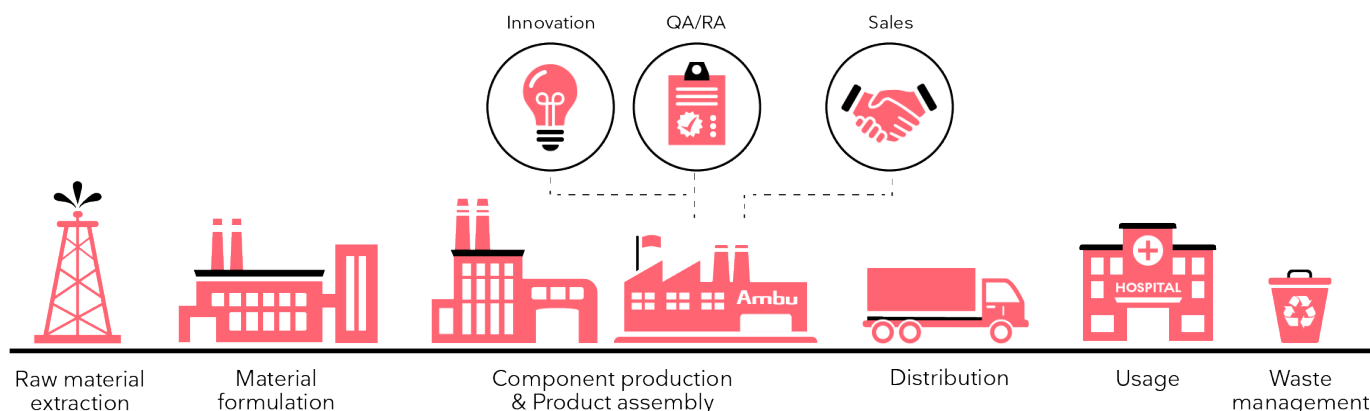 Innovation
QA/RA
Sales
Ambu
HOSPITAL
Raw material
extraction
Material
formulation
Component production
& Product assembly
Distribution
Usage
Waste
management